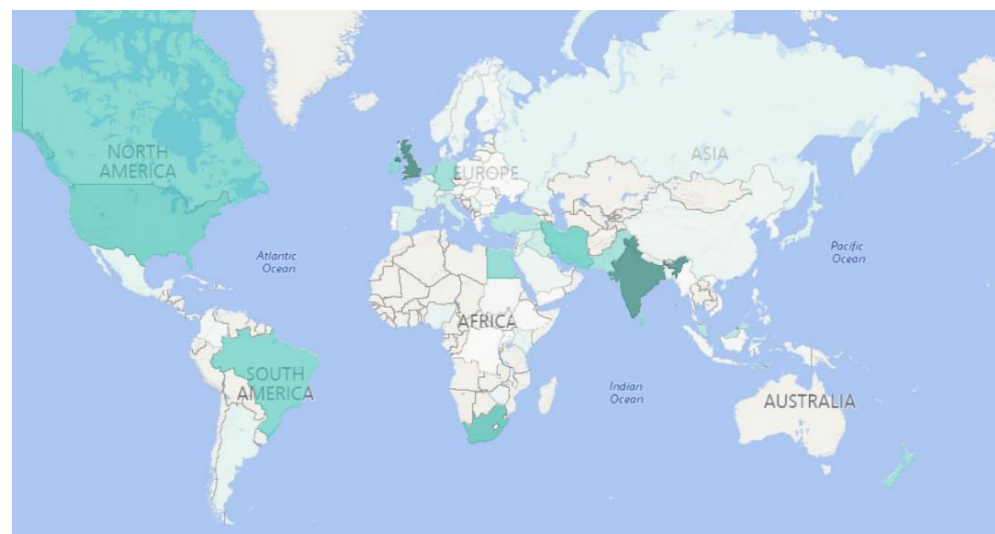 NORTH
AMERICA
EUROPE
ASIA
Atlantic
Ocean
Pacific
Ocean
AFRICA
SOUTH
AMERICA
Indian
Ocean
AUSTRALIA